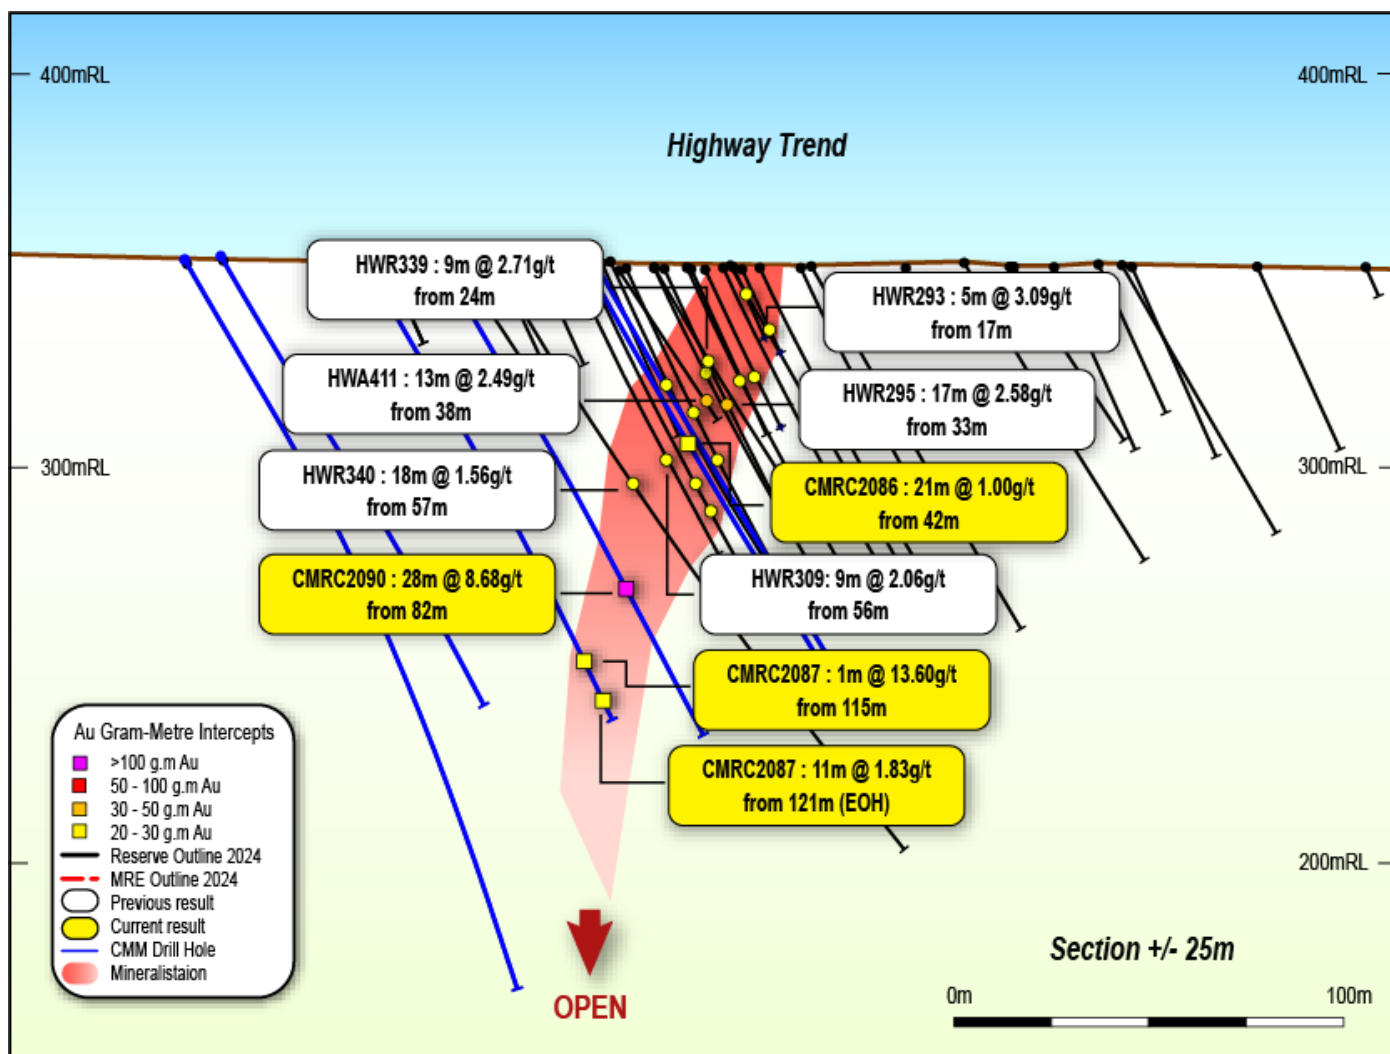 400mRL
400mRL
Highway Trend
HWR339 : 9m @ 2.71g/t
from 24m
HWR293 : 5m @ 3.09g/t
from 17m
HWA411 : 13m @ 2.49g/t
from 38m
HWR295 : 17m @ 2.58g/t
from 33m
300mRL
300mRL
HWR340 : 18m @ 1.56g/t
from 57m
CMRC2086 : 21m @ 1.00g/t
from 42m
CMRC2090 : 28m @ 8.68g/t
from 82m
HWR309: 9m @ 2.06g/t
from 56m
CMRC2087 : 1m @ 13.60g/t
from 115m
CMRC2087 : 11m @ 1.83g/t
from 121m (EOH)
Au Gram-Metre Intercepts
>100 g.m Au
50 - 100 g.m Au
30 - 50 g.m Au
20 - 30 g.m Au
Reserve Outline 2024
MRE Outline 2024
Previous result
Current result
CMM Drill Hole
Mineralistaion
200mRL
OPEN
Section +/- 25m
0m
100m